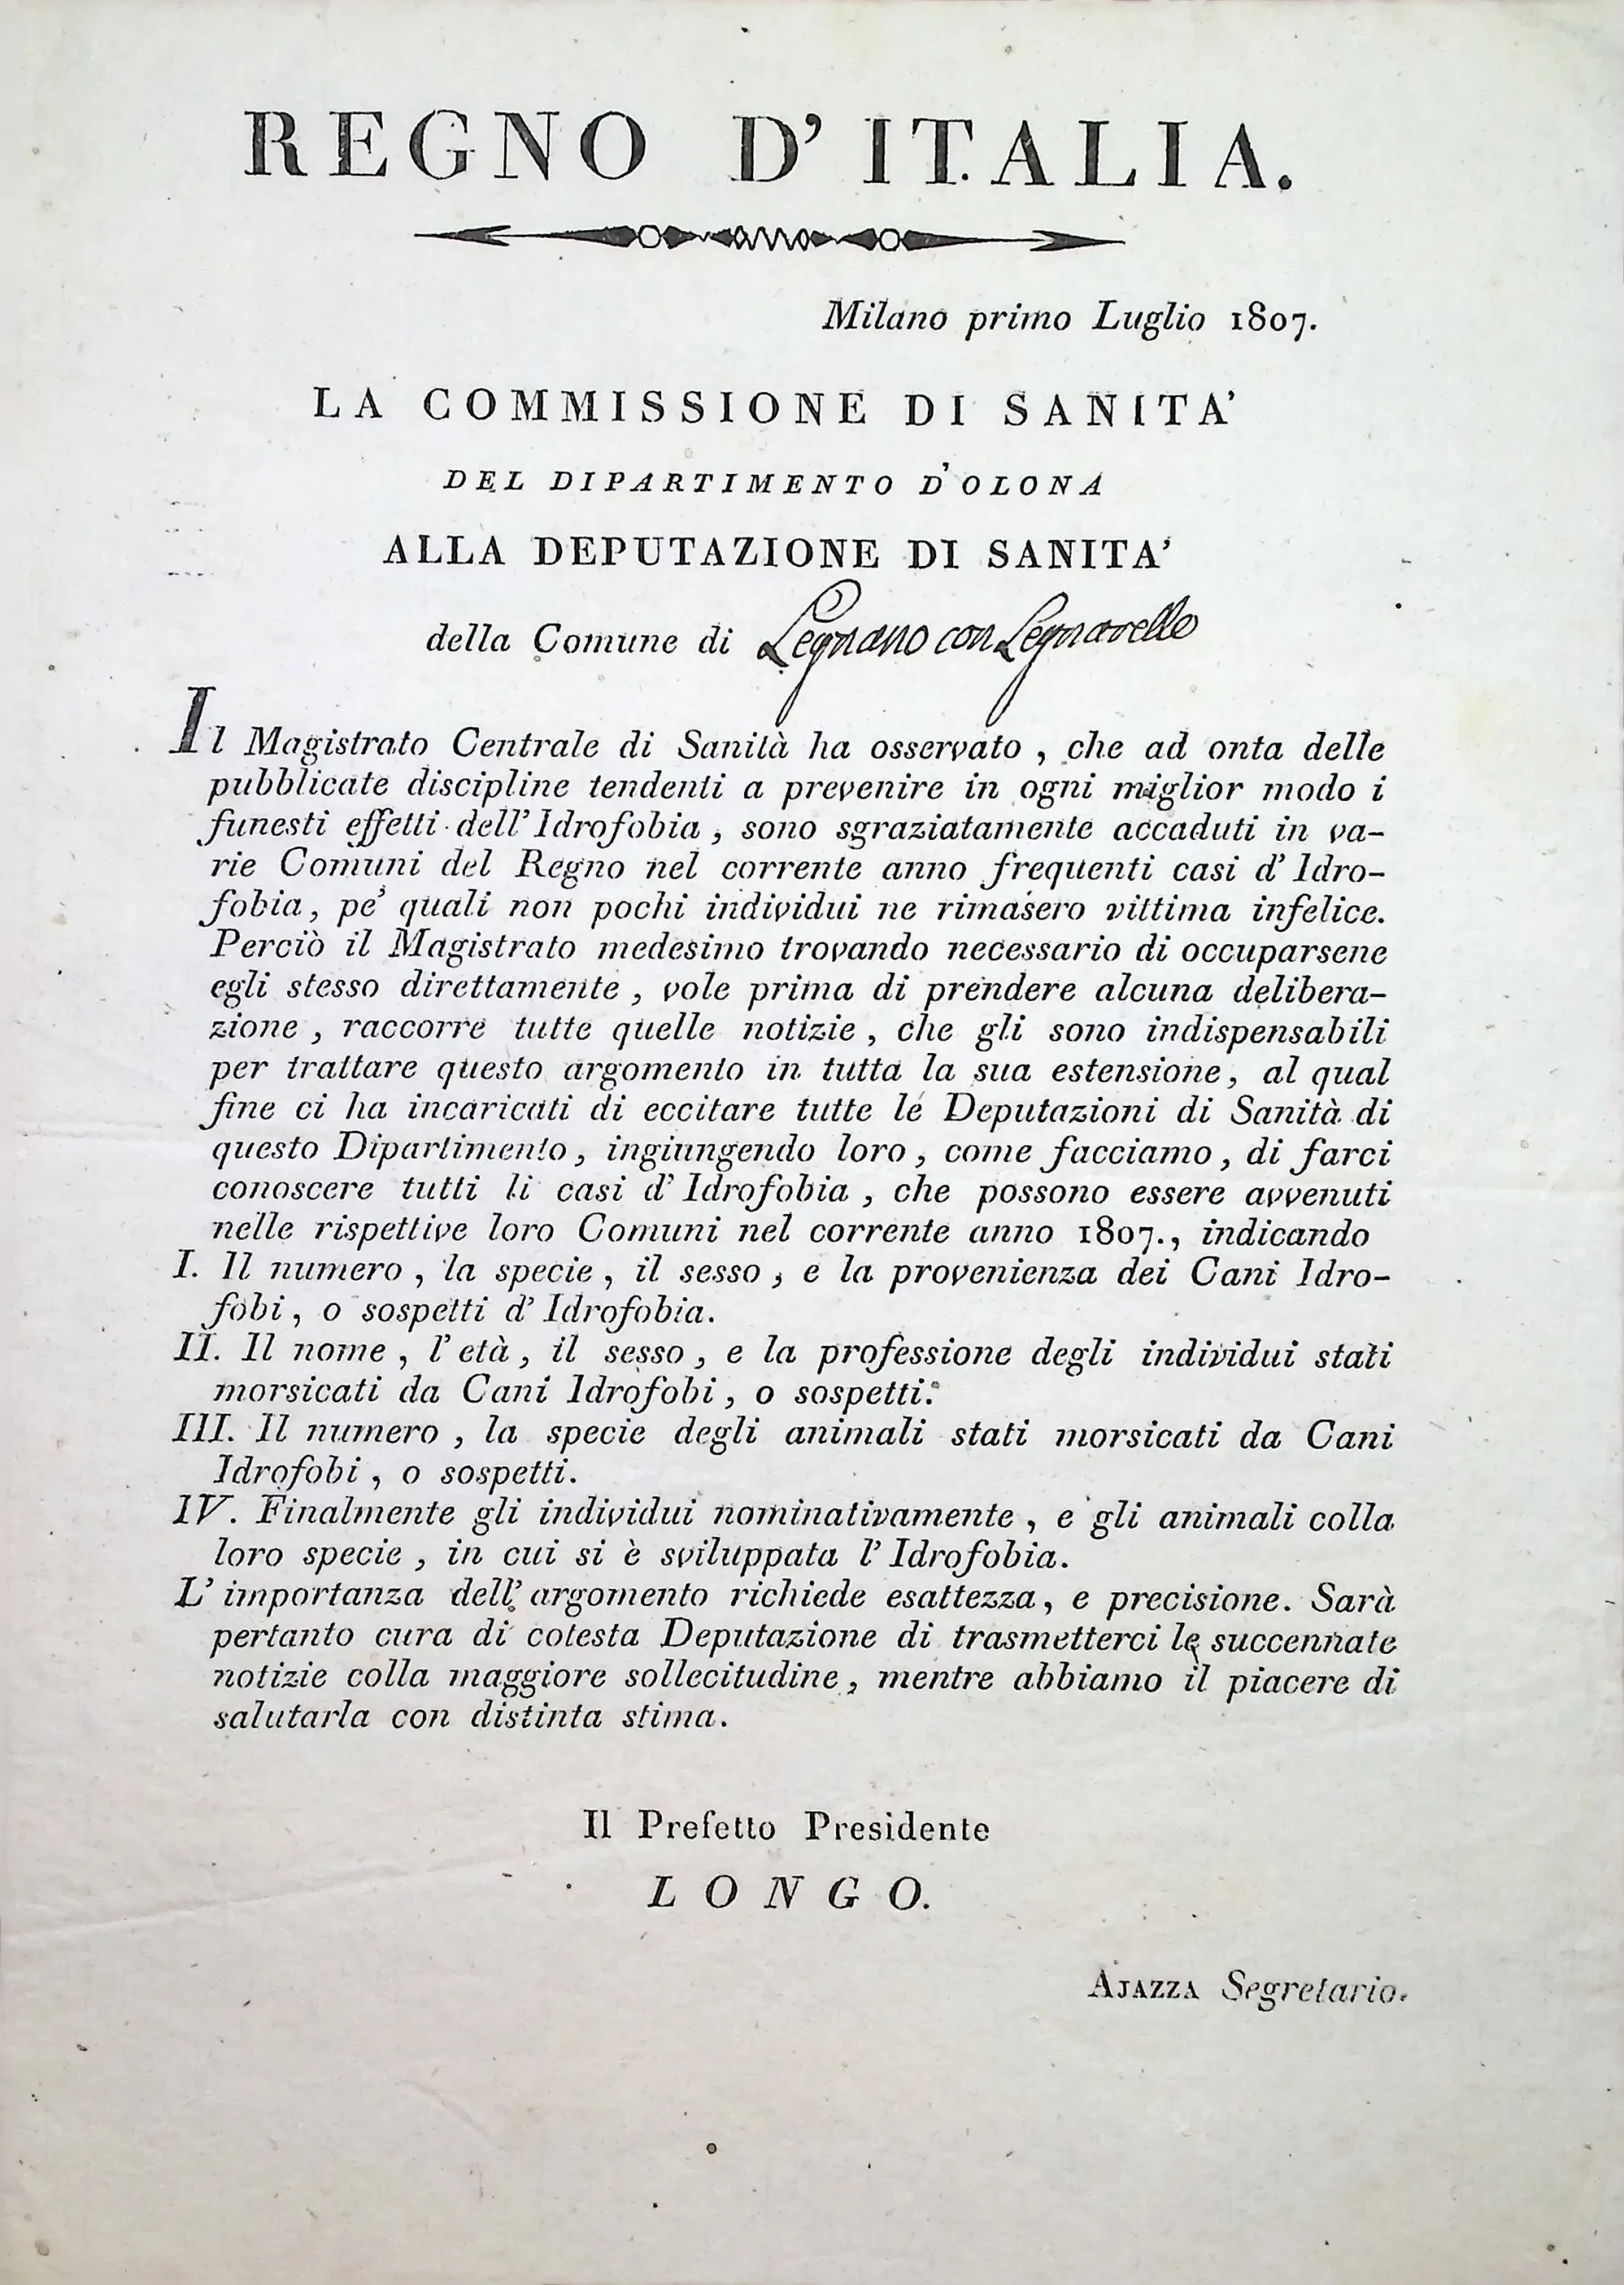 REGNO D'ITALIA.
Milano primo Luglio 1807.
LA COMMISSIONE DI SANITA'
DEL DIPARTIMENTO D'OLONA
ALLA DEPUTAZIONE DI SANITA'
della Comune di Legnano con Legnarello
Il Magistrato Centrale di Sanità ha osservato, che ad onta delle
pubblicate discipline tendenti a prevenire in ogni miglior modo i
funesti effetti dell'Idrofobia, sono sgraziatamente accaduti in va-
rie Comuni del Regno nel corrente anno frequenti casi d'Idro-
fobia, pe' quali non pochi individui ne rimasero vittima infelice.
Perciò il Magistrato medesimo trovando necessario di occuparsene
egli stesso direttamente, vole prima di prendere alcuna delibera-
zione, raccorre tutte quelle notizie, che gli sono indispensabili
per trattare questo argomento in tutta la sua estensione, al qual
fine ci ha incaricati di eccitare tutte le Deputazioni di Sanità di
questo Dipartimento, ingiungendo loro, come facciamo, di farci
conoscere tutti li casi d'Idrofobia, che possono essere avvenuti
nelle rispettive loro Comuni nel corrente anno 1807., indicando
I. Il numero, la specie, il sesso, e la provenienza dei Cani Idro-
fobi, o sospetti d'Idrofobia.
II. Il nome, l'età, il sesso, e la professione degli individui stati
morsicati da Cani Idrofobi, o sospetti.
III. Il numero, la specie degli animali stati morsicati da Cani
Idrofobi, o sospetti.
IV. Finalmente gli individui nominativamente, e gli animali colla
loro specie, in cui si è sviluppata l'Idrofobia.
L'importanza dell'argomento richiede esattezza, e precisione. Sarà
pertanto cura di cotesta Deputazione di trasmetterci le succennate
notizie colla maggiore sollecitudine, mentre abbiamo il piacere di
salutarla con distinta stima.
Il Prefetto Presidente
LONGO.
AJAZZA Segretario.